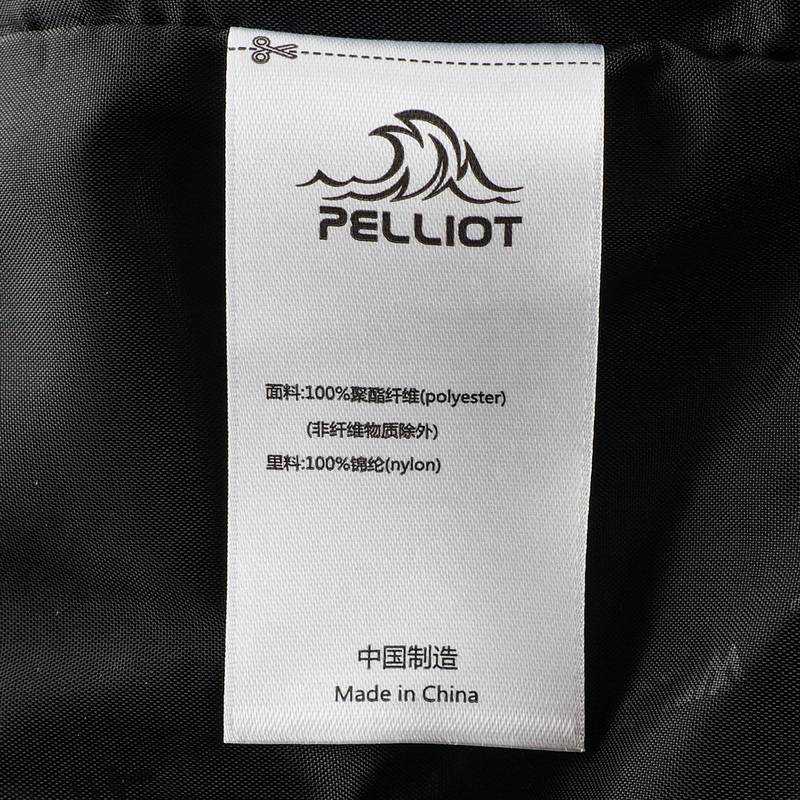 PELLIOT
面料:100%聚酯纤维(polyester)
(非纤维物质除外)
里料:100%锦纶(nylon)
中国制造
Made in China